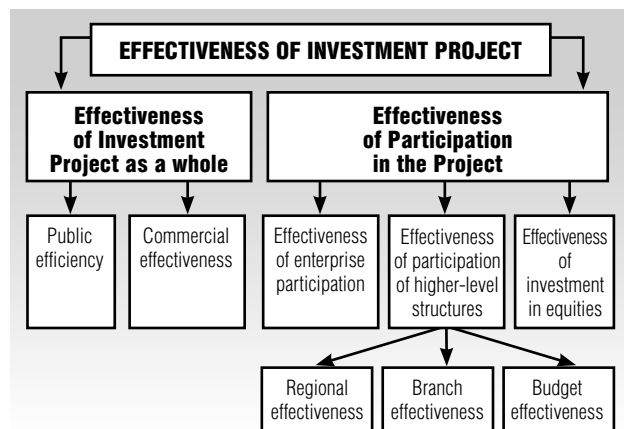 EFFECTIVENESS OF INVESTMENT PROJECT
Effectiveness
of Investment
Project as a whole
Effectiveness
of Participation
in the Project
Public
efficiency
Commercial
effectiveness
Effectiveness
of enterprise
participation
Effectiveness
of participation
of higher-level
structures
Effectiveness
of
investment
in equities
Regional
effectiveness
Branch
effectiveness
Budget
effectiveness